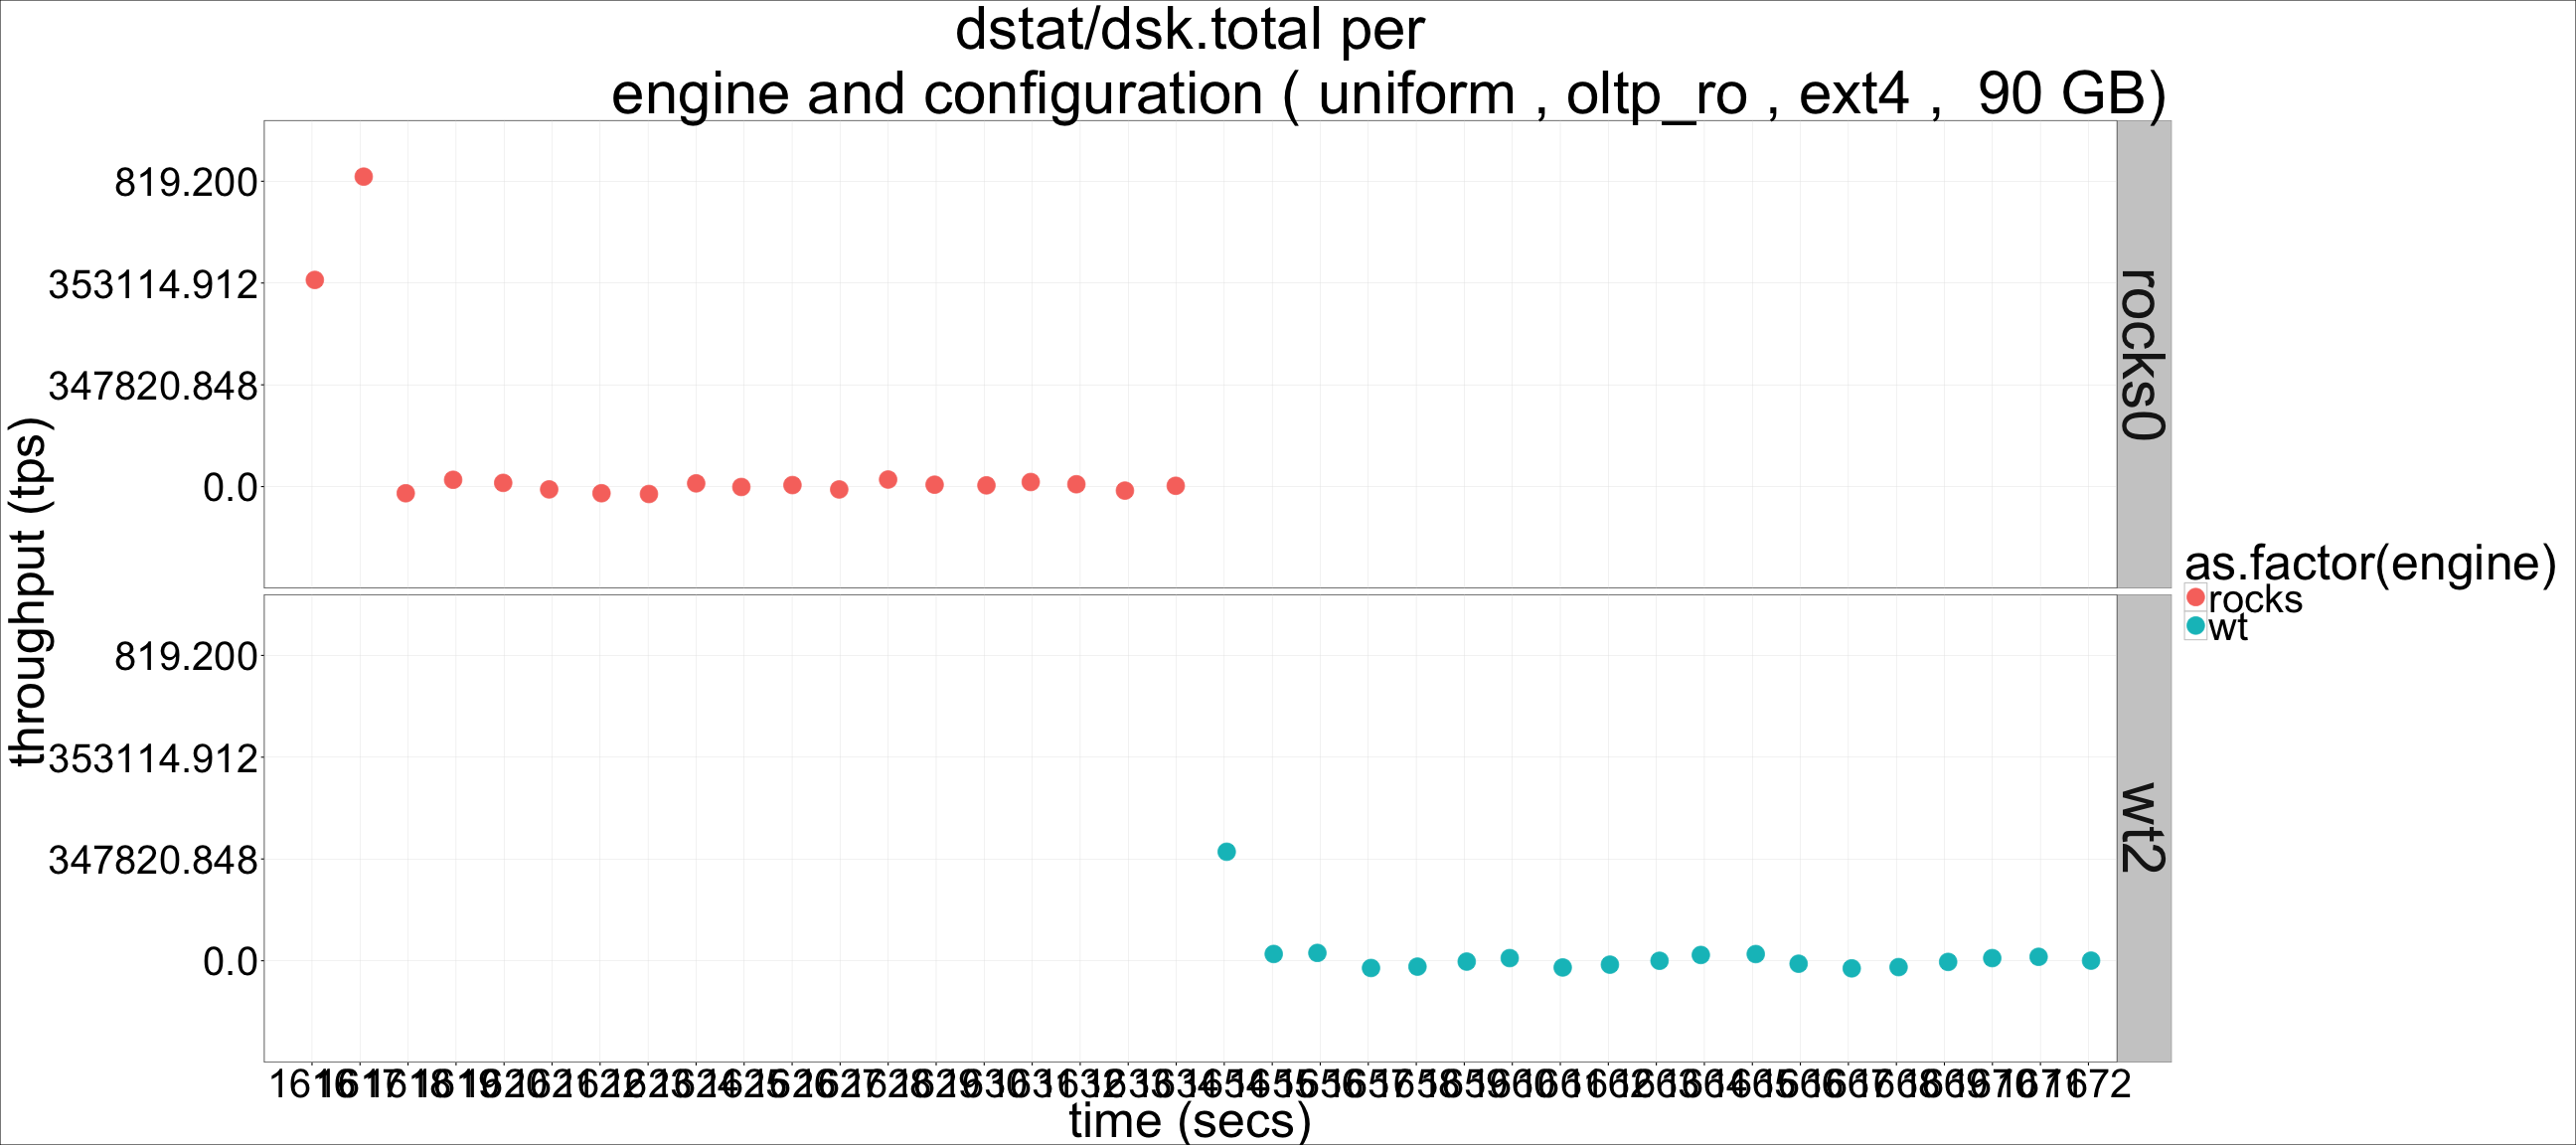 dstat/dsk.total per
engine and configuration ( uniform , oltp_ro , ext4 ,  90 GB)
throughput (tps)
819.200
353114.912
347820.848
0.0
rocks0
819.200
353114.912
347820.848
0.0
wt2
as.factor(engine)
rocks
wt
time (secs)